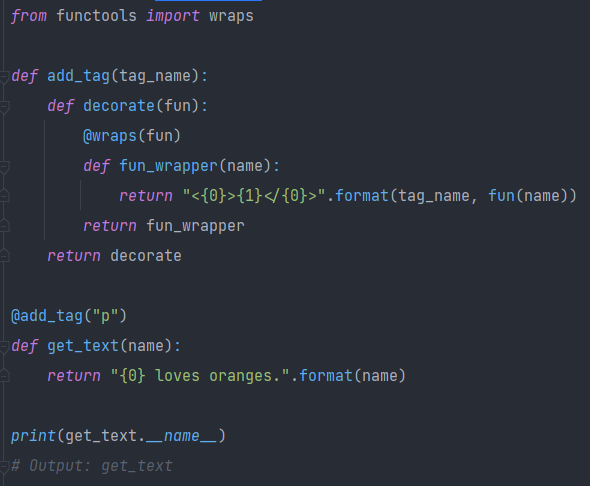 from functools import wraps

def add_tag(tag_name):
    def decorate(fun):
        @wraps(fun)
        def fun_wrapper(name):
            return "<{0}>{1}</{0}>".format(tag_name, fun(name))
        return fun_wrapper
    return decorate

@add_tag("p")
def get_text(name):
    return "{0} loves oranges.".format(name)

print(get_text.__name__)
# Output: get_text